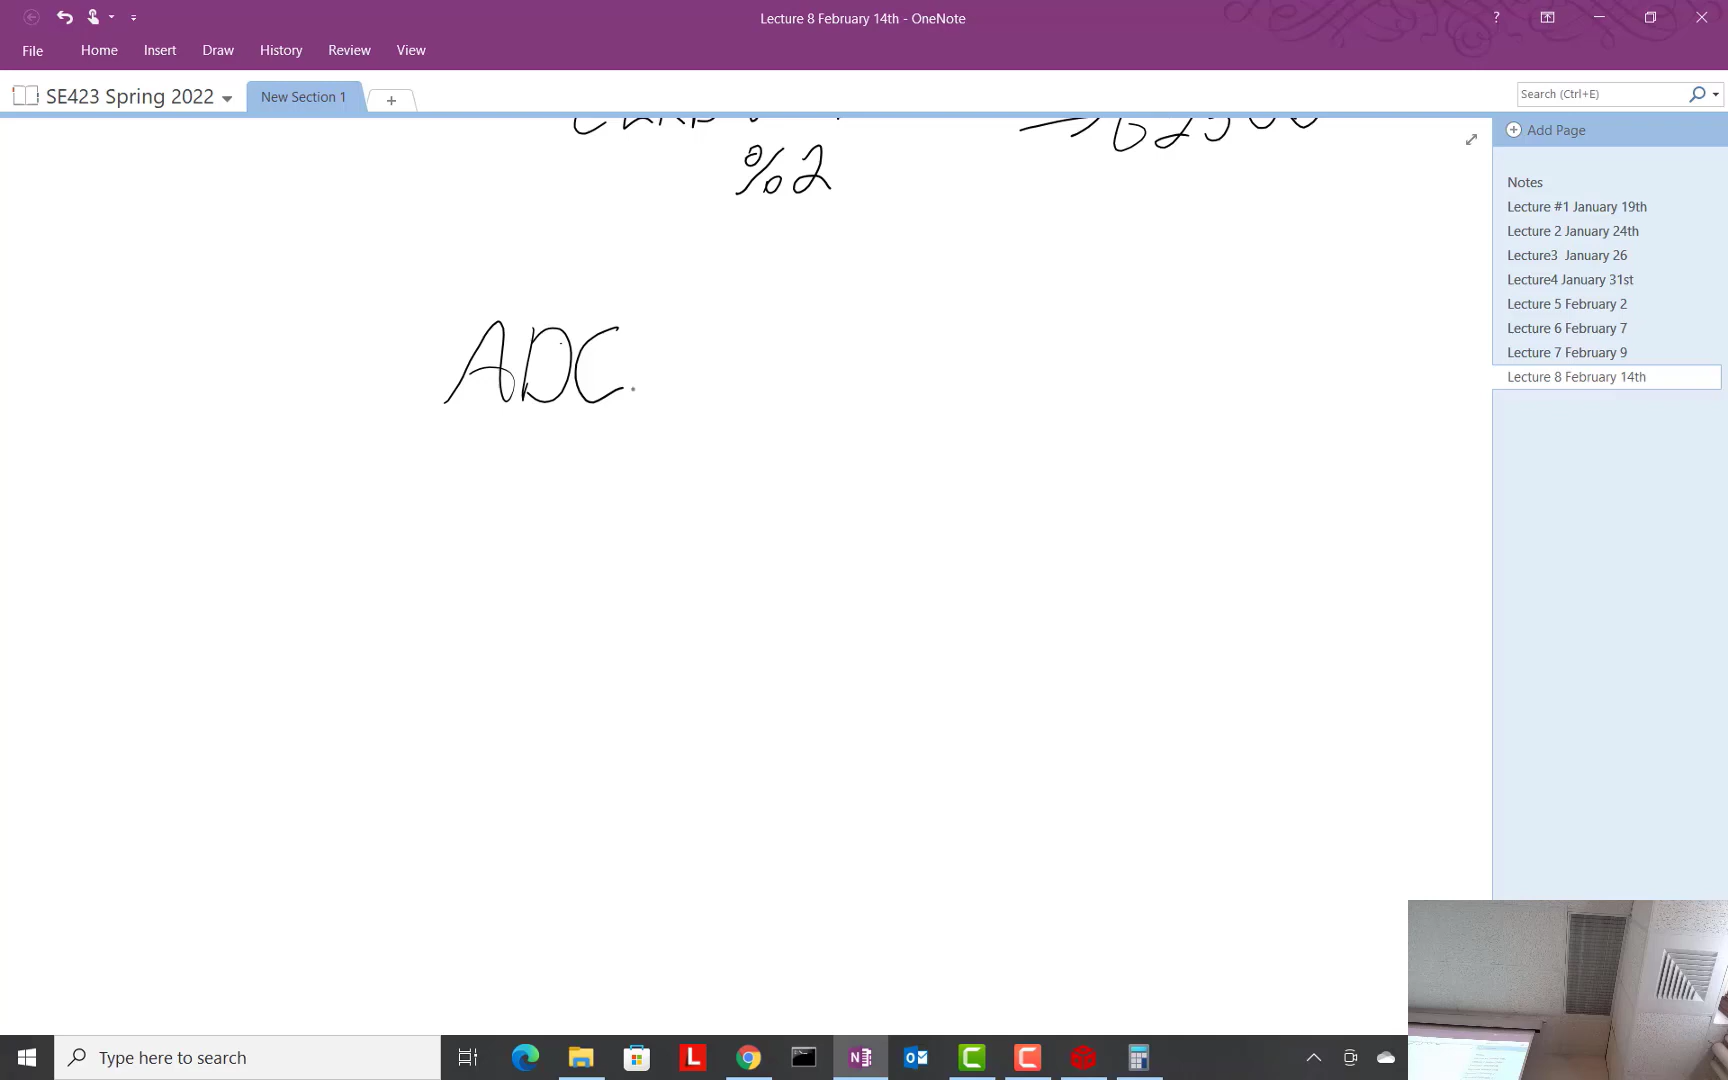 Lecture 8 February 14th - OneNote
?
File Home Insert Draw History Review View
SE423 Spring 2022 New Section 1 +
Search (Ctrl+E)
Add Page
62500
%2
Notes
Lecture #1 January 19th
Lecture 2 January 24th
Lecture3 January 26
Lecture4 January 31st
Lecture 5 February 2
Lecture 6 February 7
Lecture 7 February 9
Lecture 8 February 14th
ADC
Type here to search
L
N
C
C